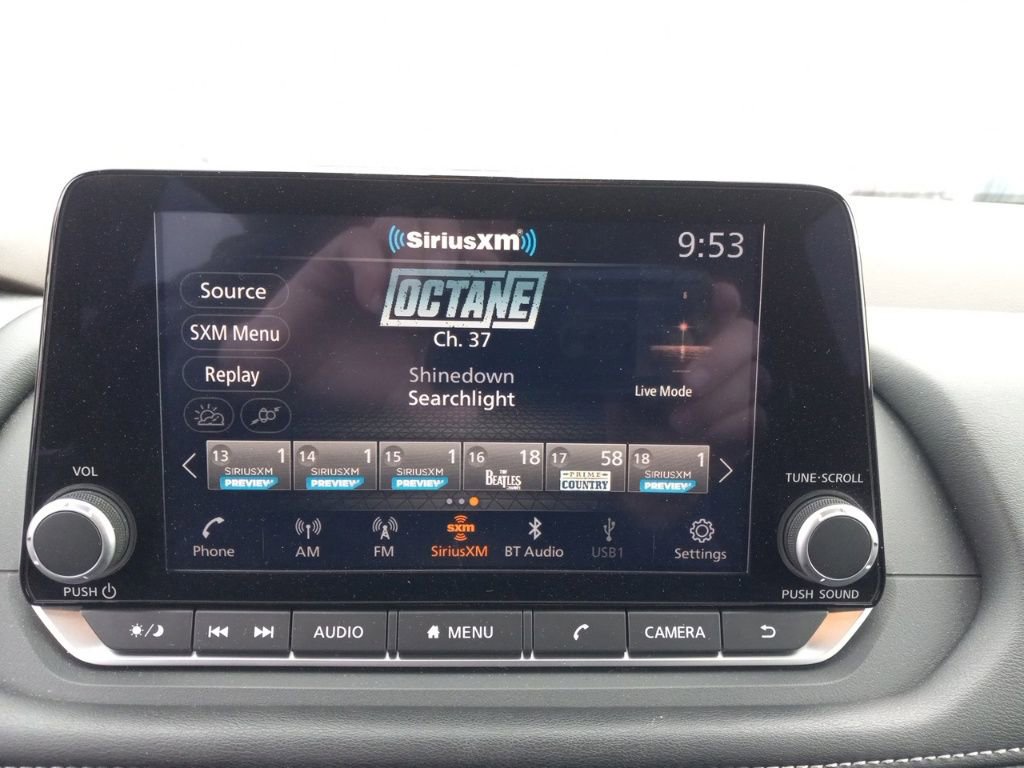 SiriusXM
9:53
Source
OCTANE
SXM Menu
Ch. 37
Replay
Shinedown
Searchlight
Live Mode
13 1 14 1 15 1 16 18 17 58 18 1
SIRIUSXM PREVIEW SIRIUSXM PREVIEW SIRIUSXM PREVIEW THE BEATLES CHANNEL PRIME COUNTRY SIRIUSXM PREVIEW
VOL
TUNE·SCROLL
sxm
Phone AM FM SiriusXM BT Audio USB1 Settings
PUSH
PUSH SOUND
AUDIO MENU CAMERA